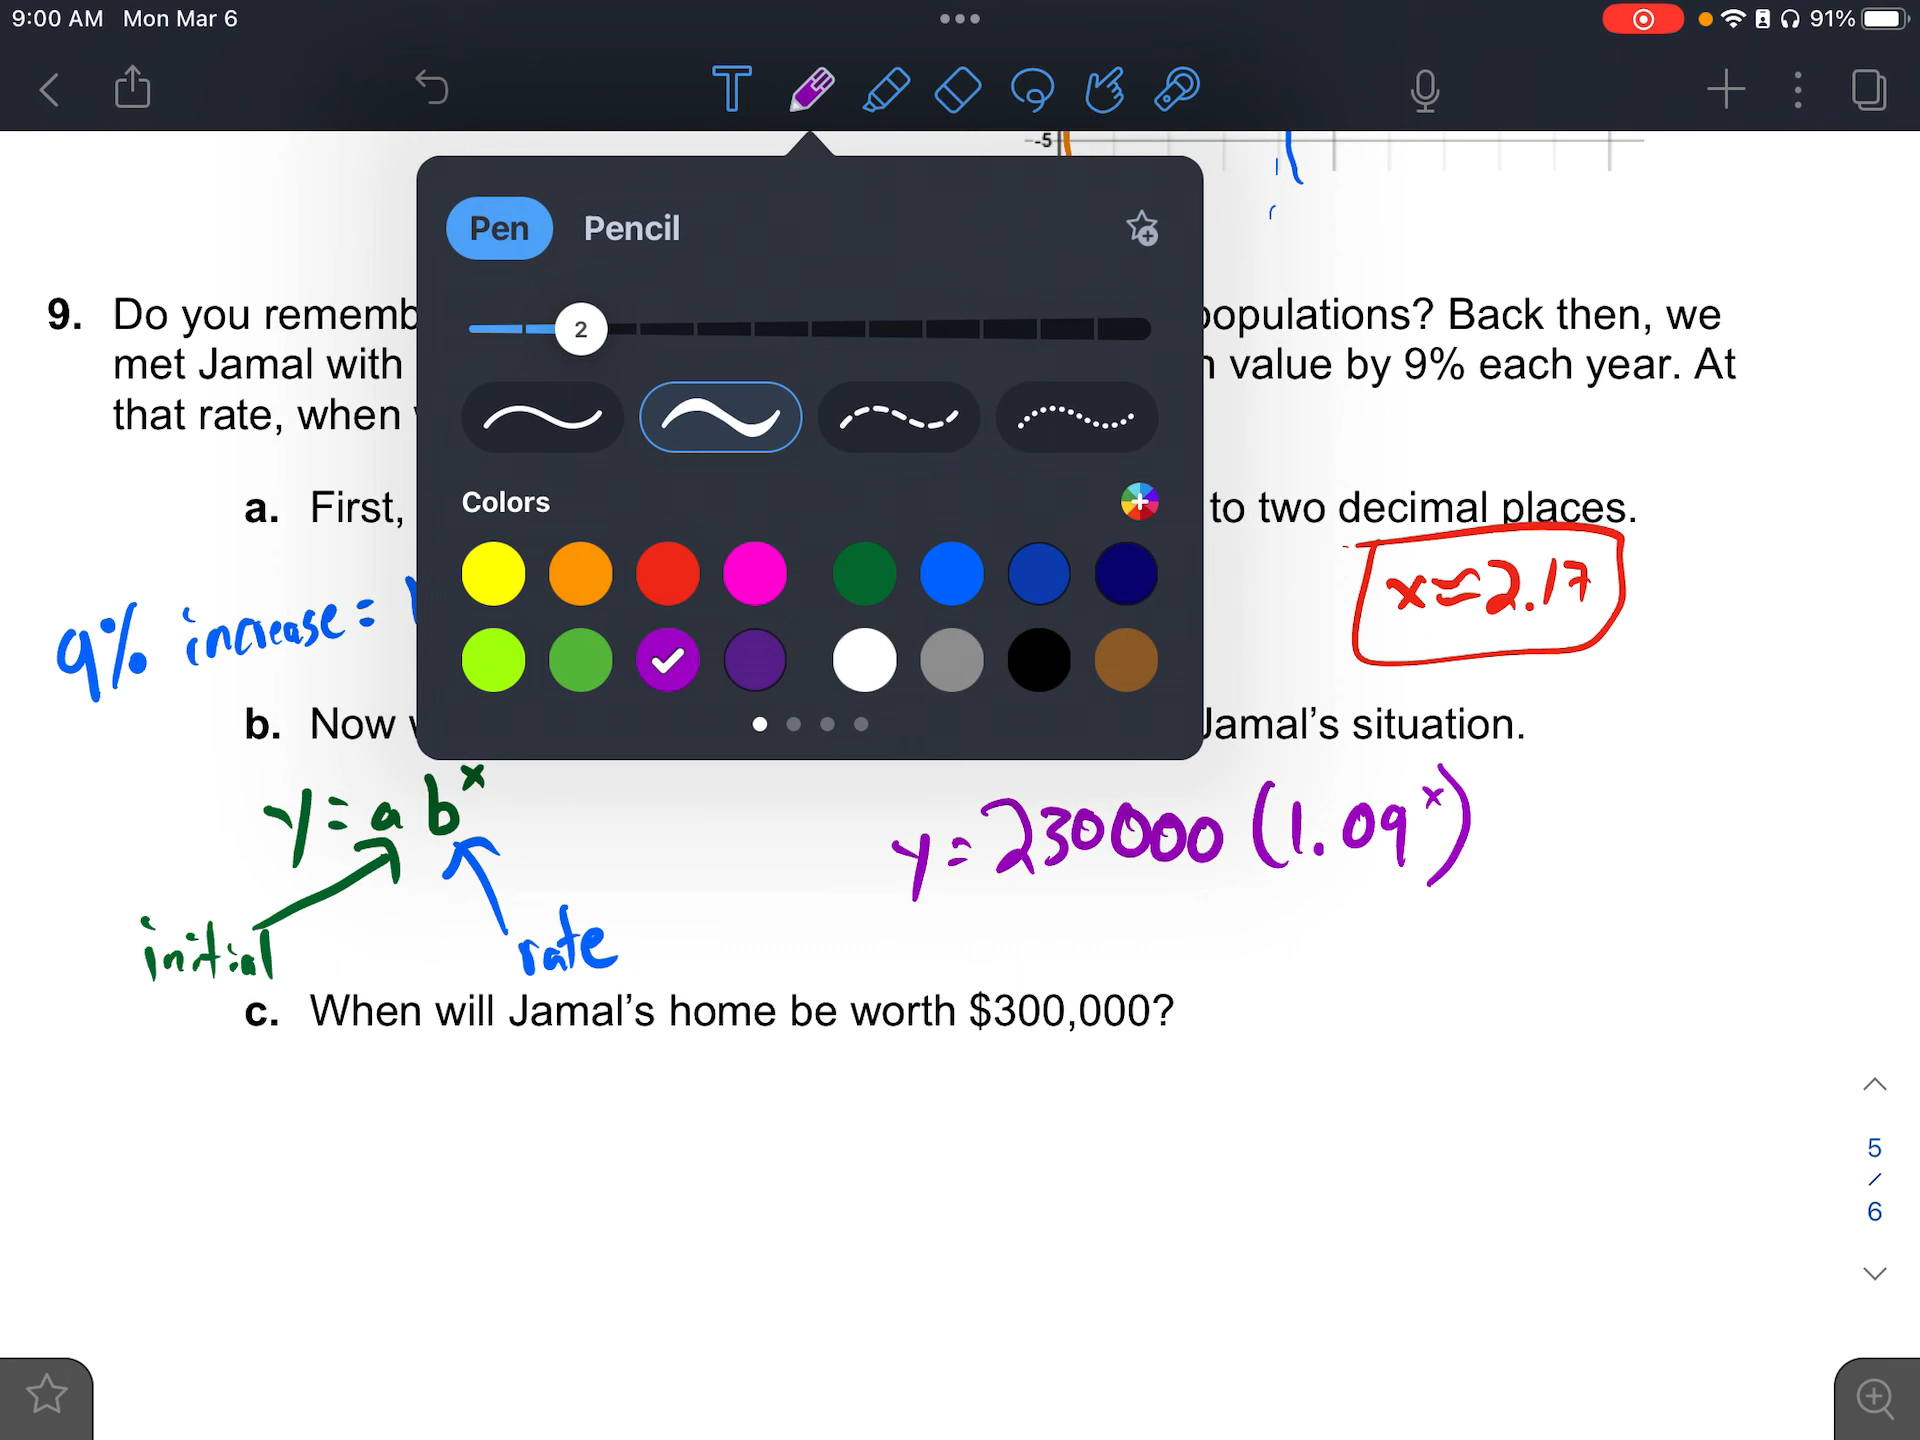 9:00 AM Mon Mar 6
91%
T
-5
Pen Pencil
2
9. Do you rememb populations? Back then, we
met Jamal with value by 9% each year. At
that rate, when
Colors
a. First, to two decimal places.
x≈2.17
9% increase =
b. Now Jamal's situation.
y = a b^x
y = 230000 (1.09^x)
initial
rate
c. When will Jamal's home be worth $300,000?
5
/
6